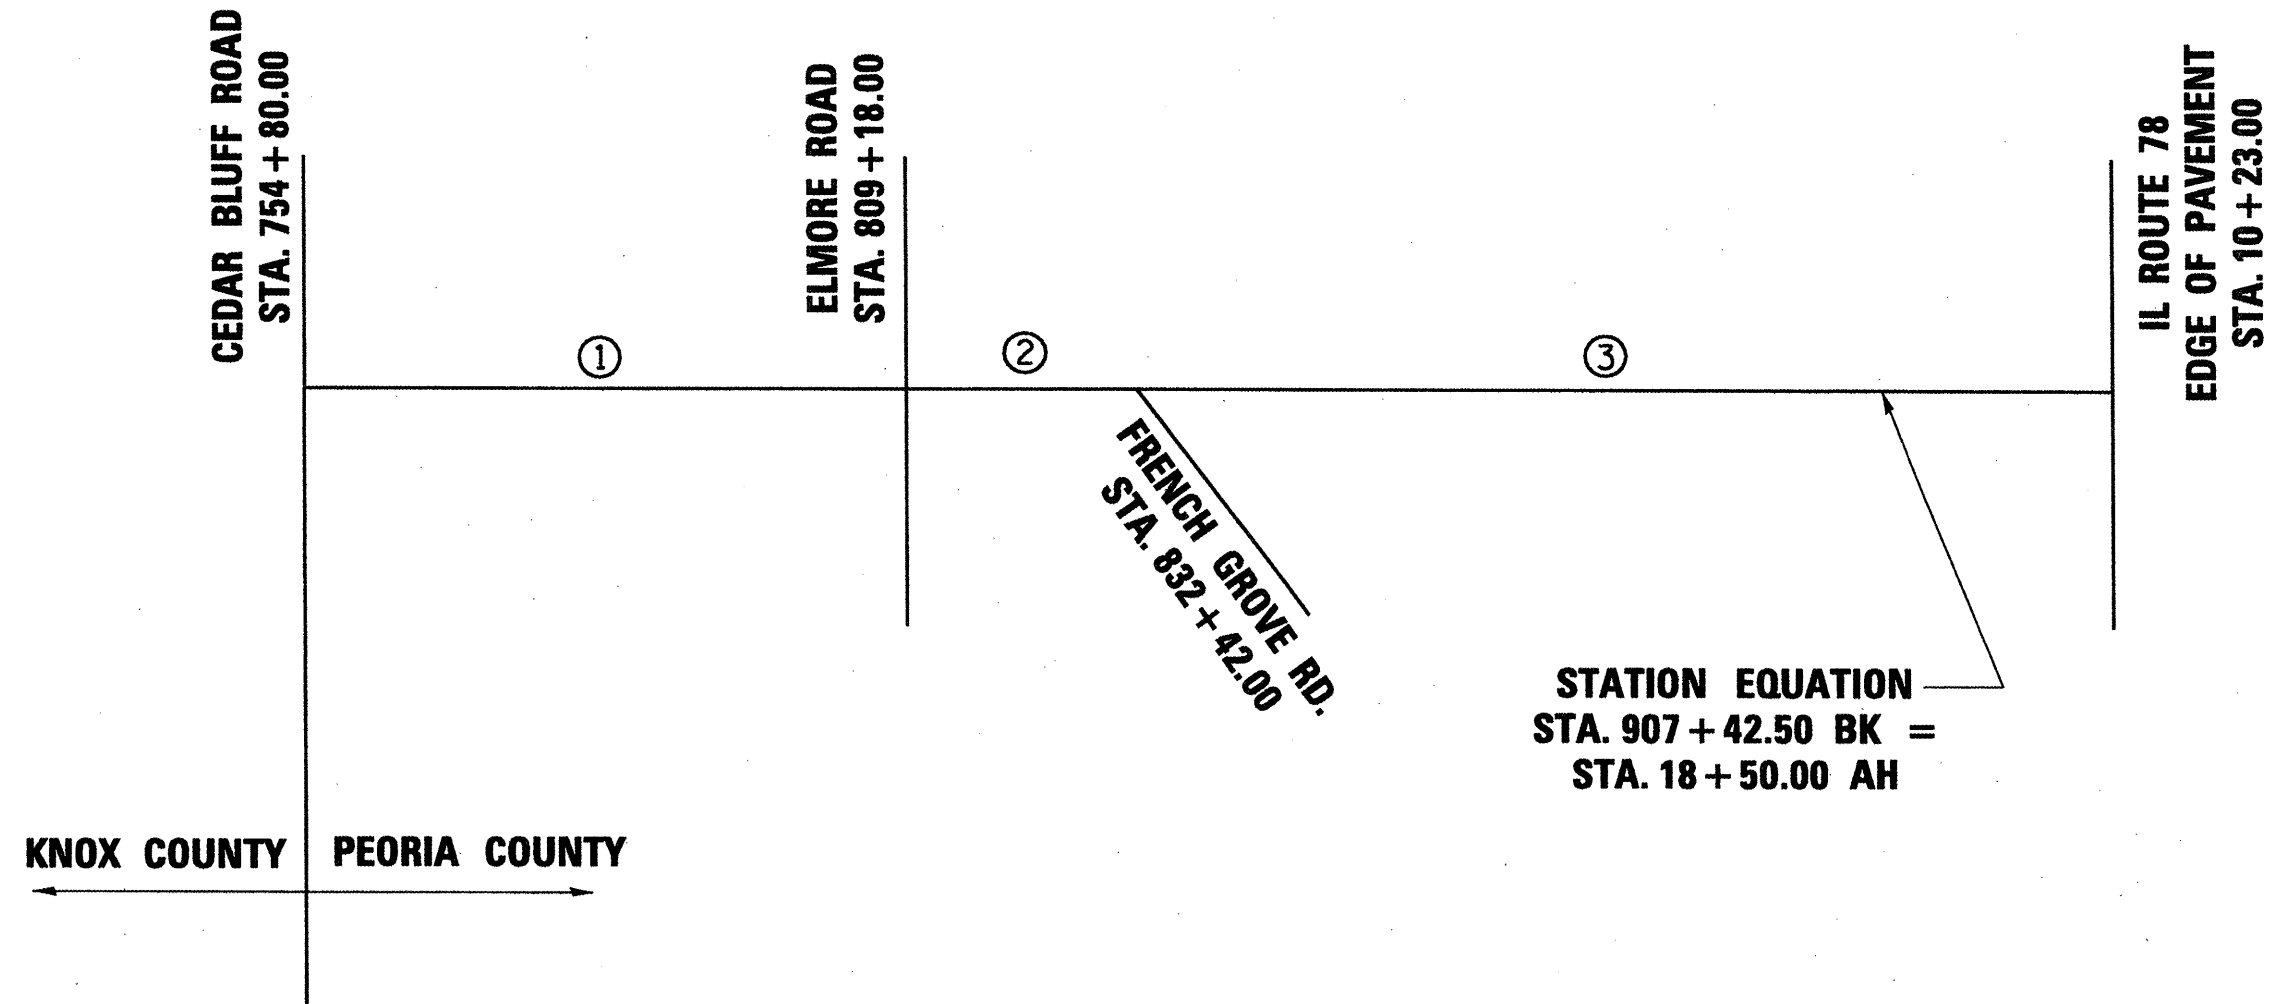 CEDAR BLUFF ROAD
STA. 754+80.00
ELMORE ROAD
STA. 809+18.00
IL ROUTE 78
EDGE OF PAVEMENT
STA. 10+23.00
1
2
3
FRENCH GROVE RD.
STA. 832+42.00
STATION EQUATION
STA. 907+42.50 BK =
STA. 18+50.00 AH
KNOX COUNTY
PEORIA COUNTY